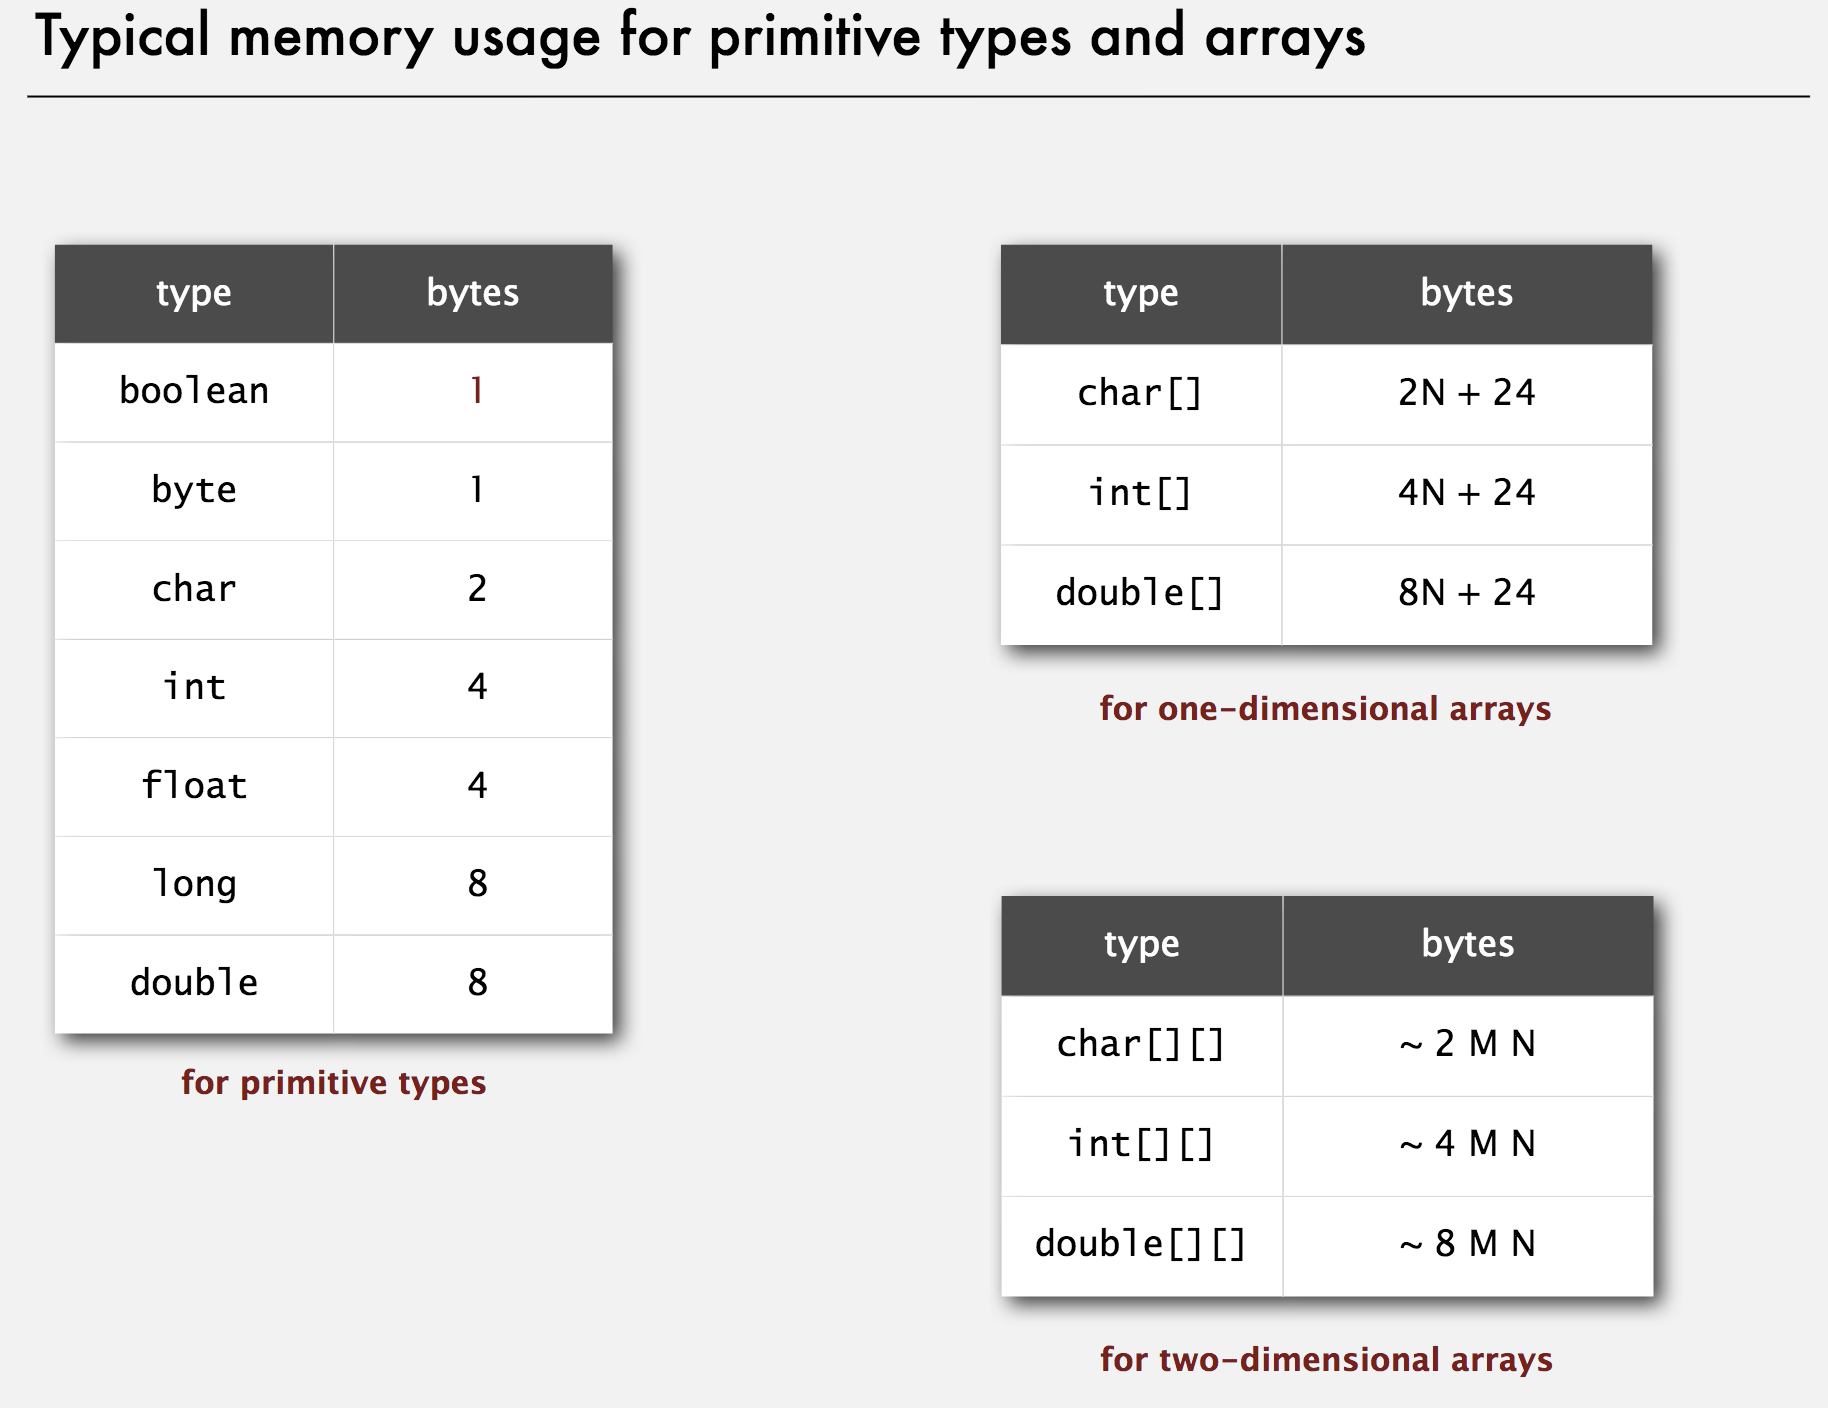 Typical memory usage for primitive types and arrays
type bytes
boolean 1
byte 1
char 2
int 4
float 4
long 8
double 8
for primitive types
type bytes
char[] 2N + 24
int[] 4N + 24
double[] 8N + 24
for one-dimensional arrays
type bytes
char[][] ~ 2 M N
int[][] ~ 4 M N
double[][] ~ 8 M N
for two-dimensional arrays